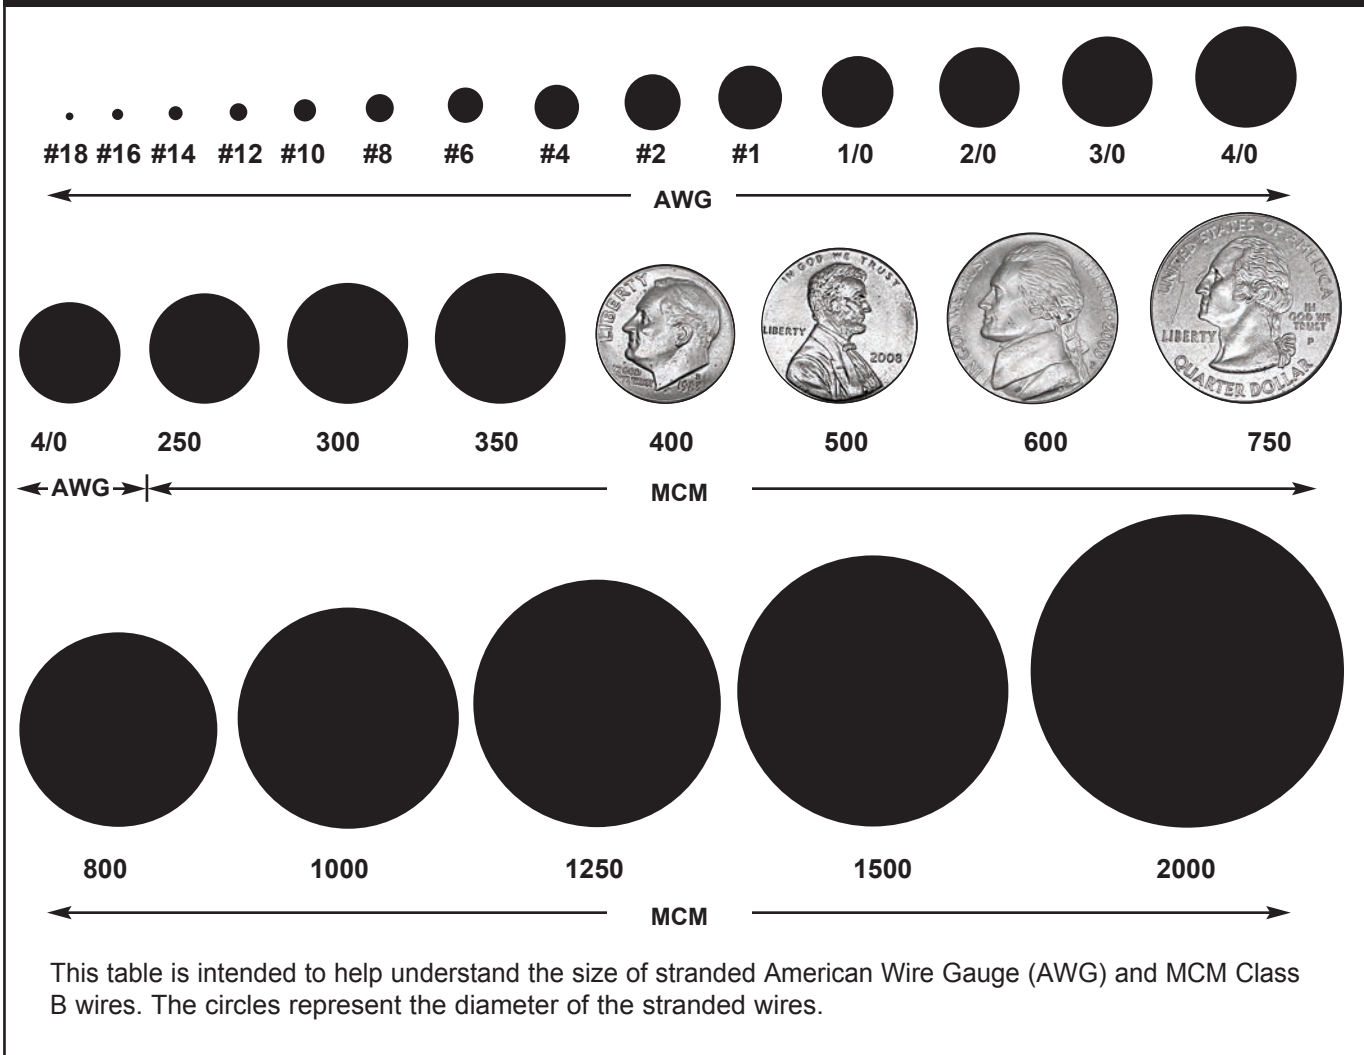 #18 #16 #14 #12 #10 #8 #6 #4 #2 #1 1/0 2/0 3/0 4/0
AWG
LIBERTY
IN GOD WE TRUST
LIBERTY
2008
UNITED STATES OF AMERICA
LIBERTY
IN
GOD WE
TRUST
P
QUARTER DOLLAR
4/0 250 300 350 400 500 600 750
AWG MCM
800 1000 1250 1500 2000
MCM
This table is intended to help understand the size of stranded American Wire Gauge (AWG) and MCM Class
B wires. The circles represent the diameter of the stranded wires.